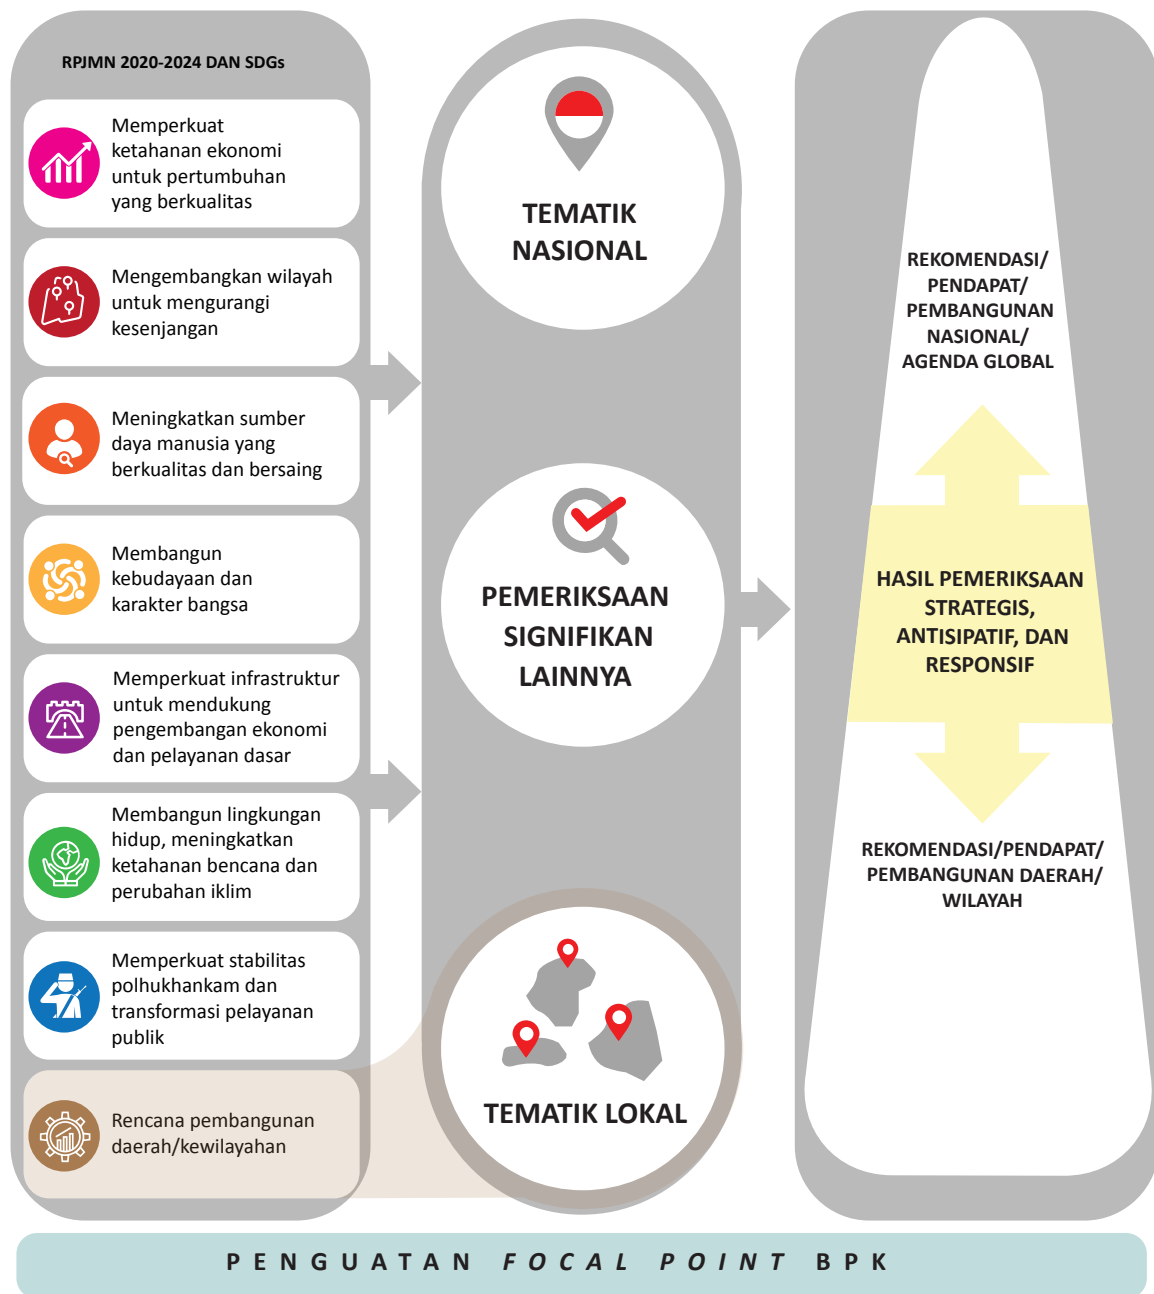 RPJMN 2020-2024 DAN SDGs
Memperkuat
ketahanan ekonomi
untuk pertumbuhan
yang berkualitas
Mengembangkan wilayah
untuk mengurangi
kesenjangan
Meningkatkan sumber
daya manusia yang
berkualitas dan bersaing
Membangun
kebudayaan dan
karakter bangsa
Memperkuat infrastruktur
untuk mendukung
pengembangan ekonomi
dan pelayanan dasar
Membangun lingkungan
hidup, meningkatkan
ketahanan bencana dan
perubahan iklim
Memperkuat stabilitas
polhukhankam dan
transformasi pelayanan
publik
Rencana pembangunan
daerah/kewilayahan
TEMATIK
NASIONAL
PEMERIKSAAN
SIGNIFIKAN
LAINNYA
TEMATIK LOKAL
REKOMENDASI/
PENDAPAT/
PEMBANGUNAN
NASIONAL/
AGENDA GLOBAL
HASIL PEMERIKSAAN
STRATEGIS,
ANTISIPATIF, DAN
RESPONSIF
REKOMENDASI/PENDAPAT/
PEMBANGUNAN DAERAH/
WILAYAH
PENGUATAN FOCAL POINT BPK